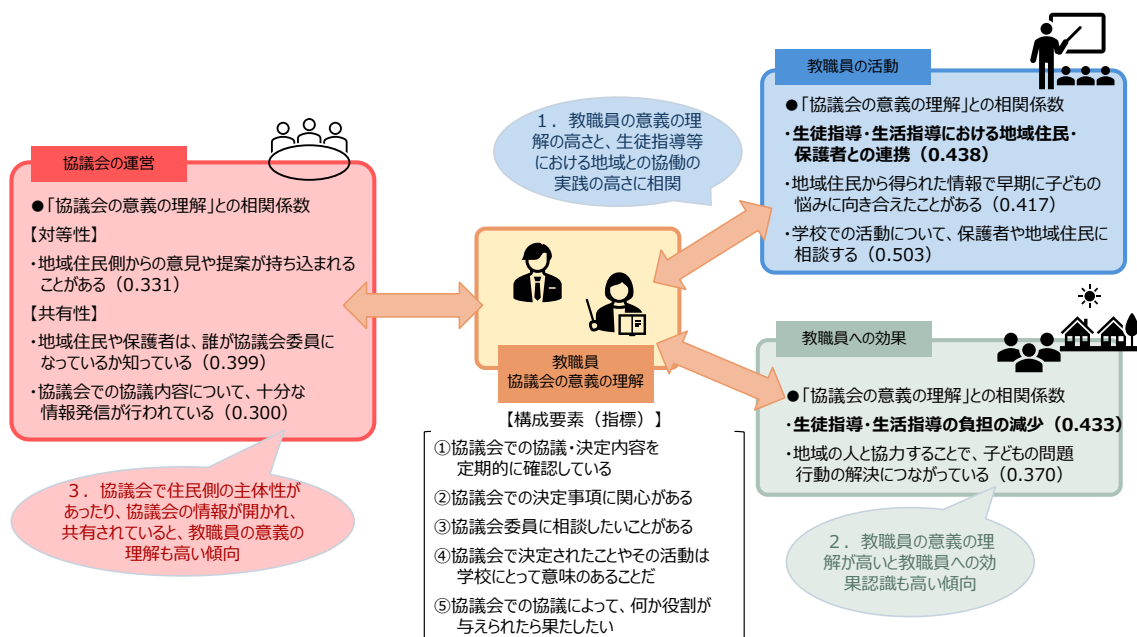 協議会の運営
●「協議会の意義の理解」との相関係数
【対等性】
・地域住民側からの意見や提案が持ち込まれる
ことがある（0.331）
【共有性】
・地域住民や保護者は、誰が協議会委員に
なっているか知っている（0.399）
・協議会での協議内容について、十分な
情報発信が行われている（0.300）
３．協議会で住民側の主体性が
あったり、協議会の情報が開かれ、
共有されていると、教職員の意義の
理解も高い傾向
１．教職員の意義の理
解の高さと、生徒指導等
における地域との協働の
実践の高さに相関
教職員
協議会の意義の理解
【構成要素（指標）】
①協議会での協議・決定内容を
定期的に確認している
②協議会での決定事項に関心がある
③協議会委員に相談したいことがある
④協議会で決定されたことやその活動は
学校にとって意味のあることだ
⑤協議会での協議によって、何か役割が
与えられたら果たしたい
教職員の活動
●「協議会の意義の理解」との相関係数
・生徒指導・生活指導における地域住民・
保護者との連携（0.438）
・地域住民から得られた情報で早期に子どもの
悩みに向き合えたことがある（0.417）
・学校での活動について、保護者や地域住民に
相談する（0.503）
教職員への効果
●「協議会の意義の理解」との相関係数
・生徒指導・生活指導の負担の減少（0.433）
・地域の人と協力することで、子どもの問題
行動の解決につながっている（0.370）
２．教職員の意義の理
解が高いと教職員への効
果認識も高い傾向